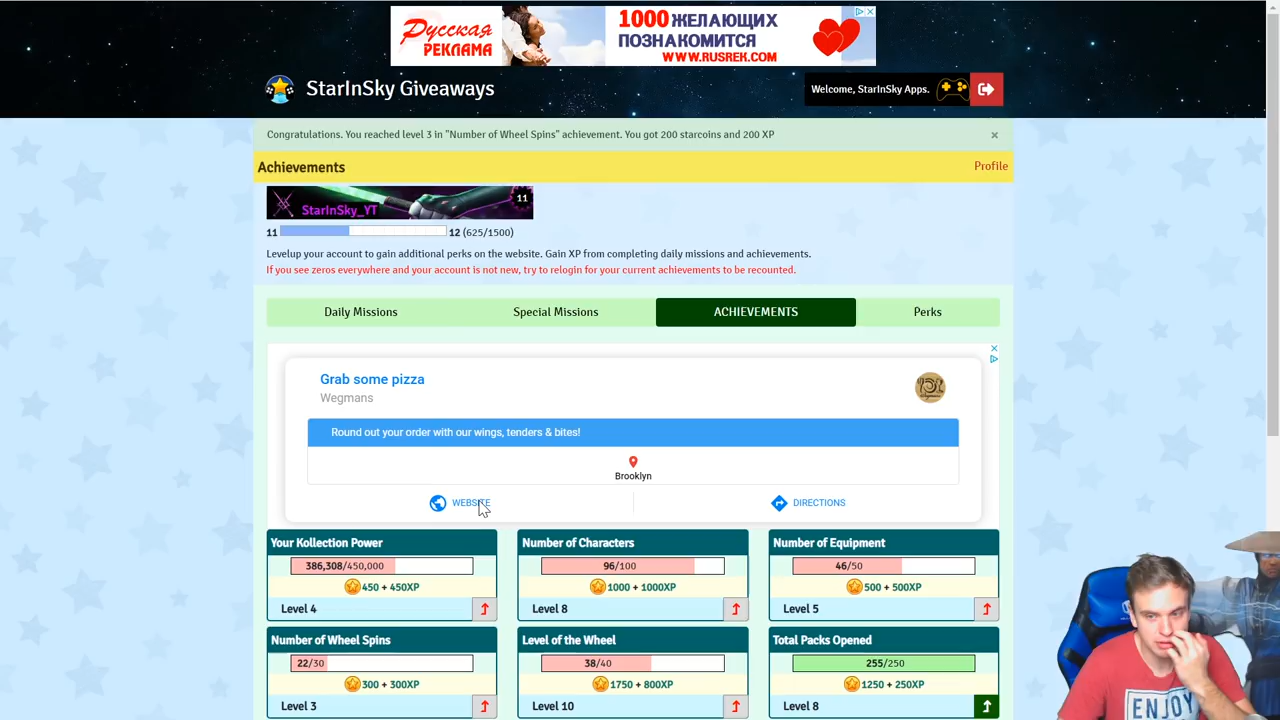 Русская
РЕКЛАМА
1000 ЖЕЛАЮЩИХ
ПОЗНАКОМИТСЯ
WWW.RUSREK.COM
StarInSky Giveaways
Welcome, StarInSky Apps.
Congratulations. You reached level 3 in "Number of Wheel Spins" achievement. You got 200 starcoins and 200 XP
×
Achievements
Profile
StarInSky_YT
11
11 12 (625/1500)
Levelup your account to gain additional perks on the website. Gain XP from completing daily missions and achievements.
If you see zeros everywhere and your account is not new, try to relogin for your current achievements to be recounted.
Daily Missions Special Missions ACHIEVEMENTS Perks
Grab some pizza
Wegmans
Round out your order with our wings, tenders & bites!
Brooklyn
WEBSITE DIRECTIONS
Your Kollection Power Number of Characters Number of Equipment
386,308/450,000 96/100 46/50
450 + 450XP 1000 + 1000XP 500 + 500XP
Level 4 Level 8 Level 5
Number of Wheel Spins Level of the Wheel Total Packs Opened
22/30 38/40 255/250
300 + 300XP 1750 + 800XP 1250 + 250XP
Level 3 Level 10 Level 8
ENJOY